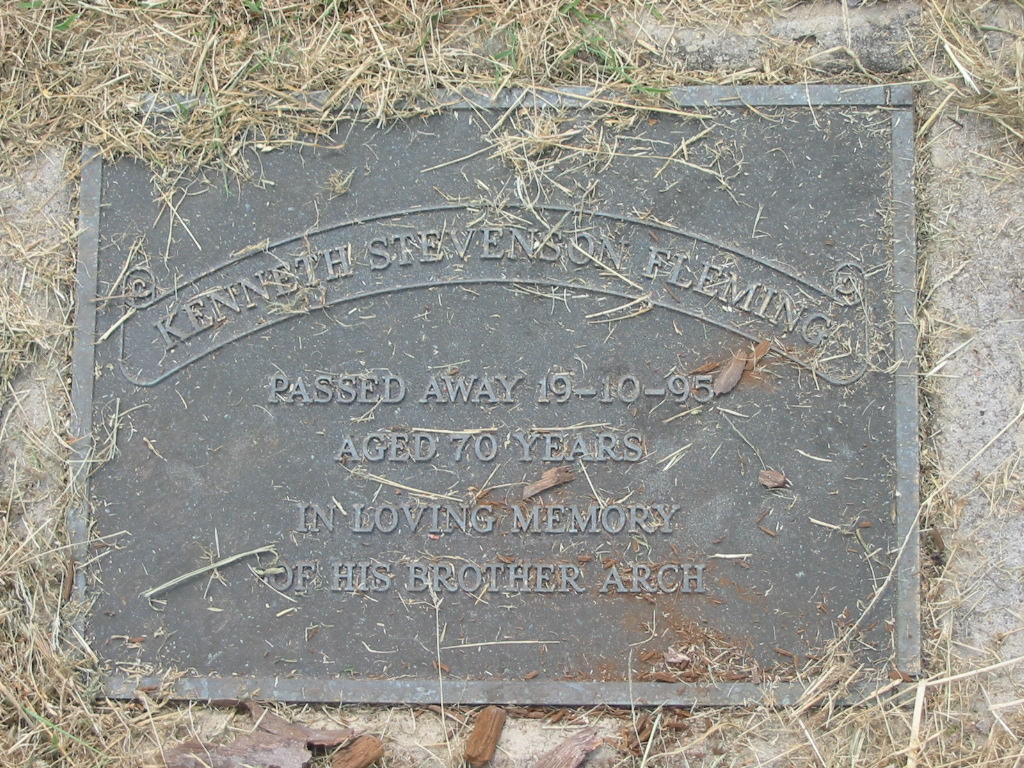 KENNETH STEVENSON FLEMING
PASSED AWAY 19-10-95
AGED 70 YEARS
IN LOVING MEMORY
OF HIS BROTHER ARCH